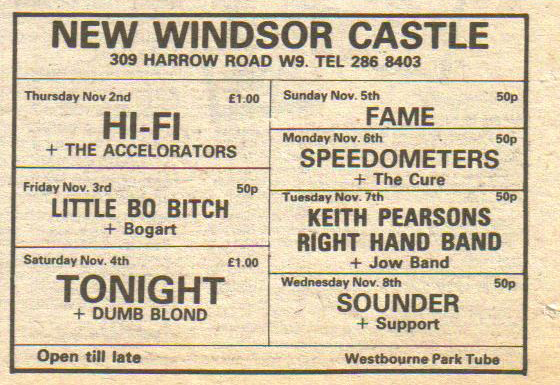 NEW WINDSOR CASTLE
309 HARROW ROAD W9. TEL 286 8403
Thursday Nov 2nd £1.00
HI-FI
+ THE ACCELORATORS
Friday Nov. 3rd 50p
LITTLE BO BITCH
+ Bogart
Saturday Nov. 4th £1.00
TONIGHT
+ DUMB BLOND
Sunday Nov. 5th 50p
FAME
Monday Nov. 6th 50p
SPEEDOMETERS
+ The Cure
Tuesday Nov. 7th 50p
KEITH PEARSONS
RIGHT HAND BAND
+ Jow Band
Wednesday Nov. 8th 50p
SOUNDER
+ Support
Open till late Westbourne Park Tube